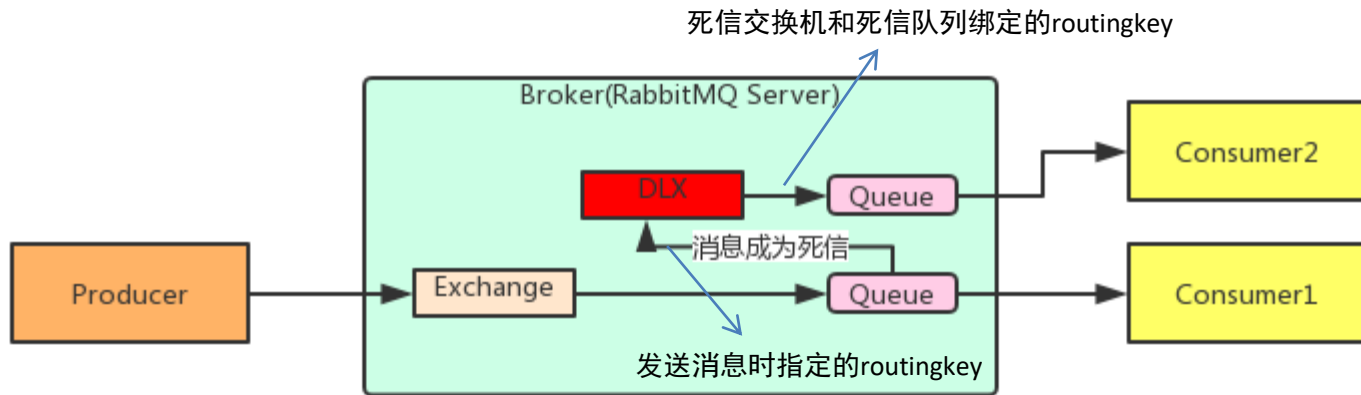 死信交换机和死信队列绑定的routingkey
Broker(RabbitMQ Server)
DLX
Queue
Consumer2
消息成为死信
Producer
Exchange
Queue
Consumer1
发送消息时指定的routingkey